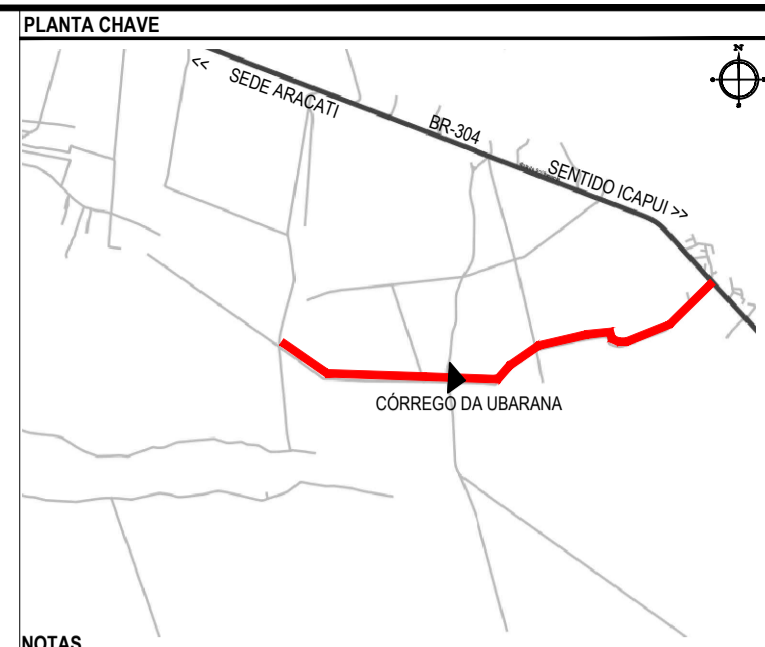 PLANTA CHAVE
N
<< SEDE ARACATI
BR-304
SENTIDO ICAPUI >>
CÓRREGO DA UBARANA
NOTAS